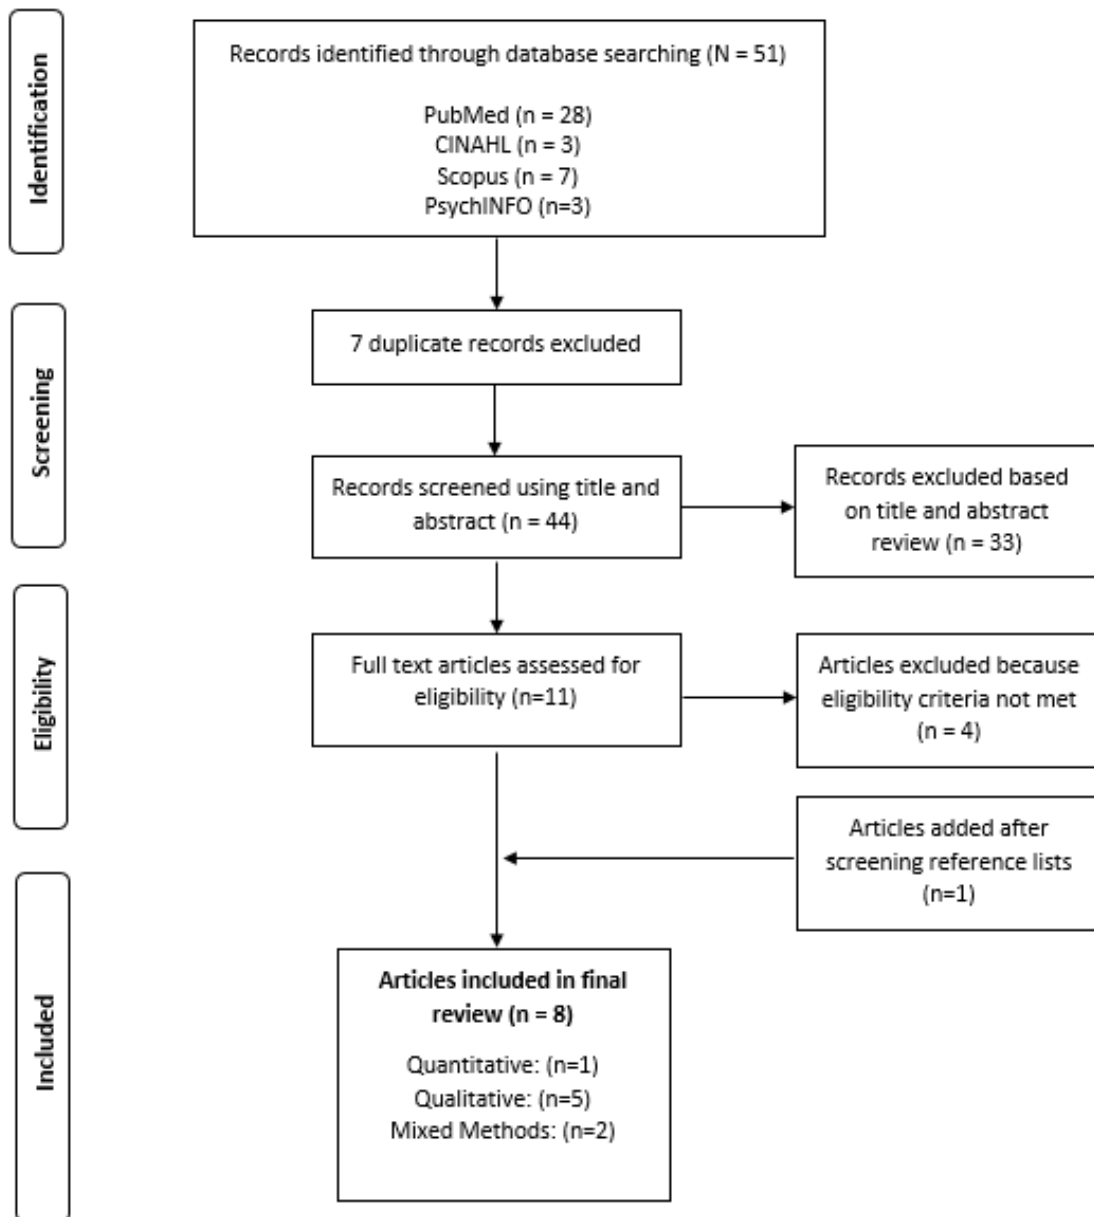 Identification
Records identified through database searching (N = 51)
PubMed (n = 28)
CINAHL (n = 3)
Scopus (n = 7)
PsychINFO (n=3)
Screening
7 duplicate records excluded
Records screened using title and
abstract (n = 44)
Records excluded based
on title and abstract
review (n = 33)
Eligibility
Full text articles assessed for
eligibility (n=11)
Articles excluded because
eligibility criteria not met
(n = 4)
Articles added after
screening reference lists
(n=1)
Included
Articles included in final
review (n = 8)
Quantitative: (n=1)
Qualitative: (n=5)
Mixed Methods: (n=2)